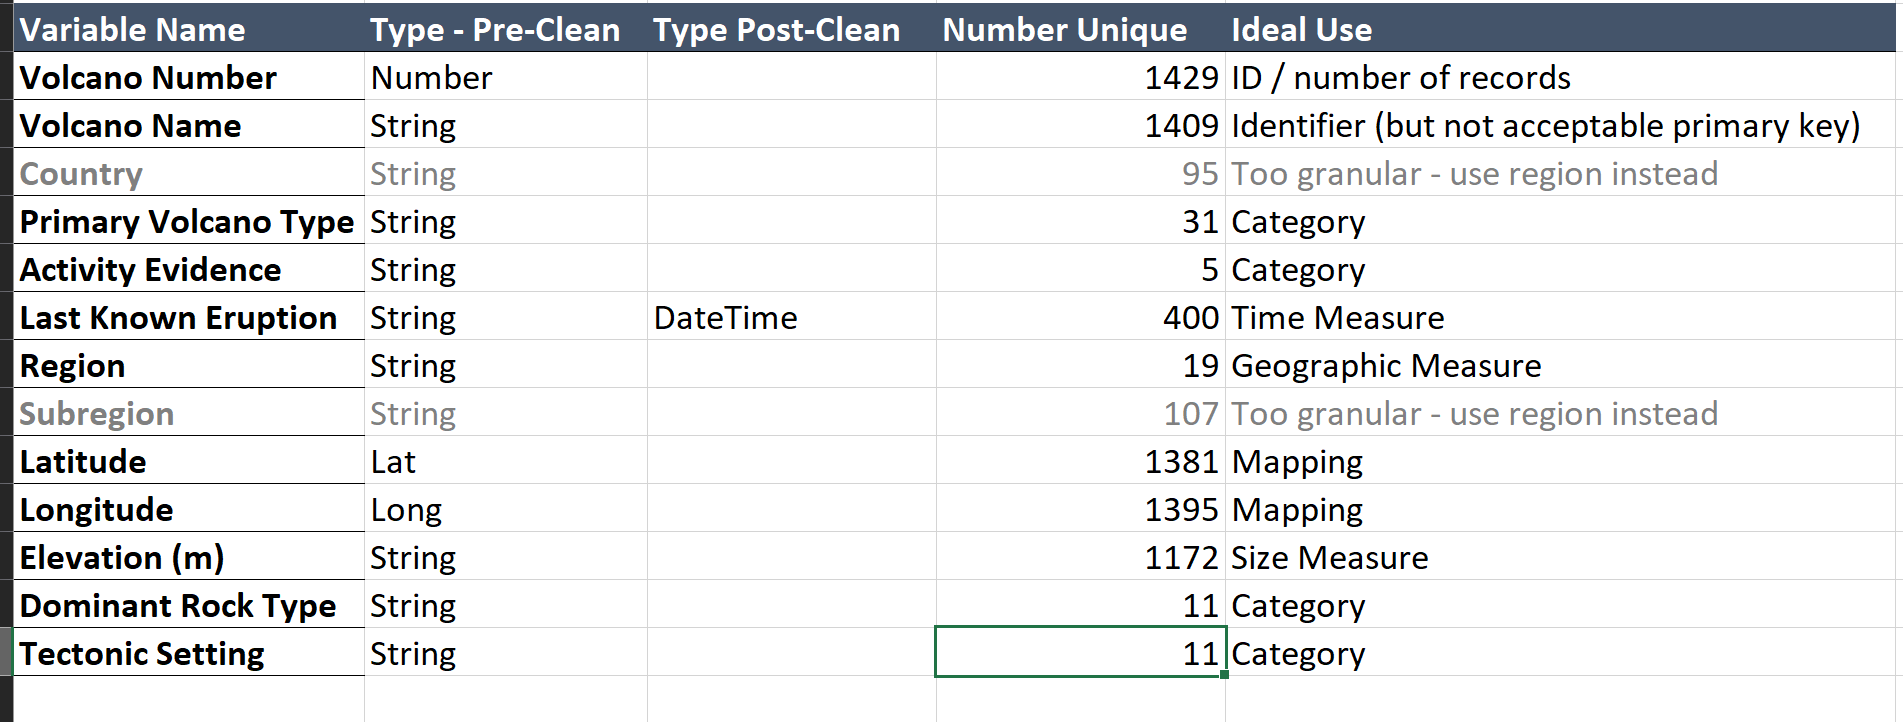 Variable Name Type - Pre-Clean Type Post-Clean Number Unique Ideal Use
Volcano Number Number 1429 ID / number of records
Volcano Name String 1409 Identifier (but not acceptable primary key)
Country String 95 Too granular - use region instead
Primary Volcano Type String 31 Category
Activity Evidence String 5 Category
Last Known Eruption String DateTime 400 Time Measure
Region String 19 Geographic Measure
Subregion String 107 Too granular - use region instead
Latitude Lat 1381 Mapping
Longitude Long 1395 Mapping
Elevation (m) String 1172 Size Measure
Dominant Rock Type String 11 Category
Tectonic Setting String 11 Category